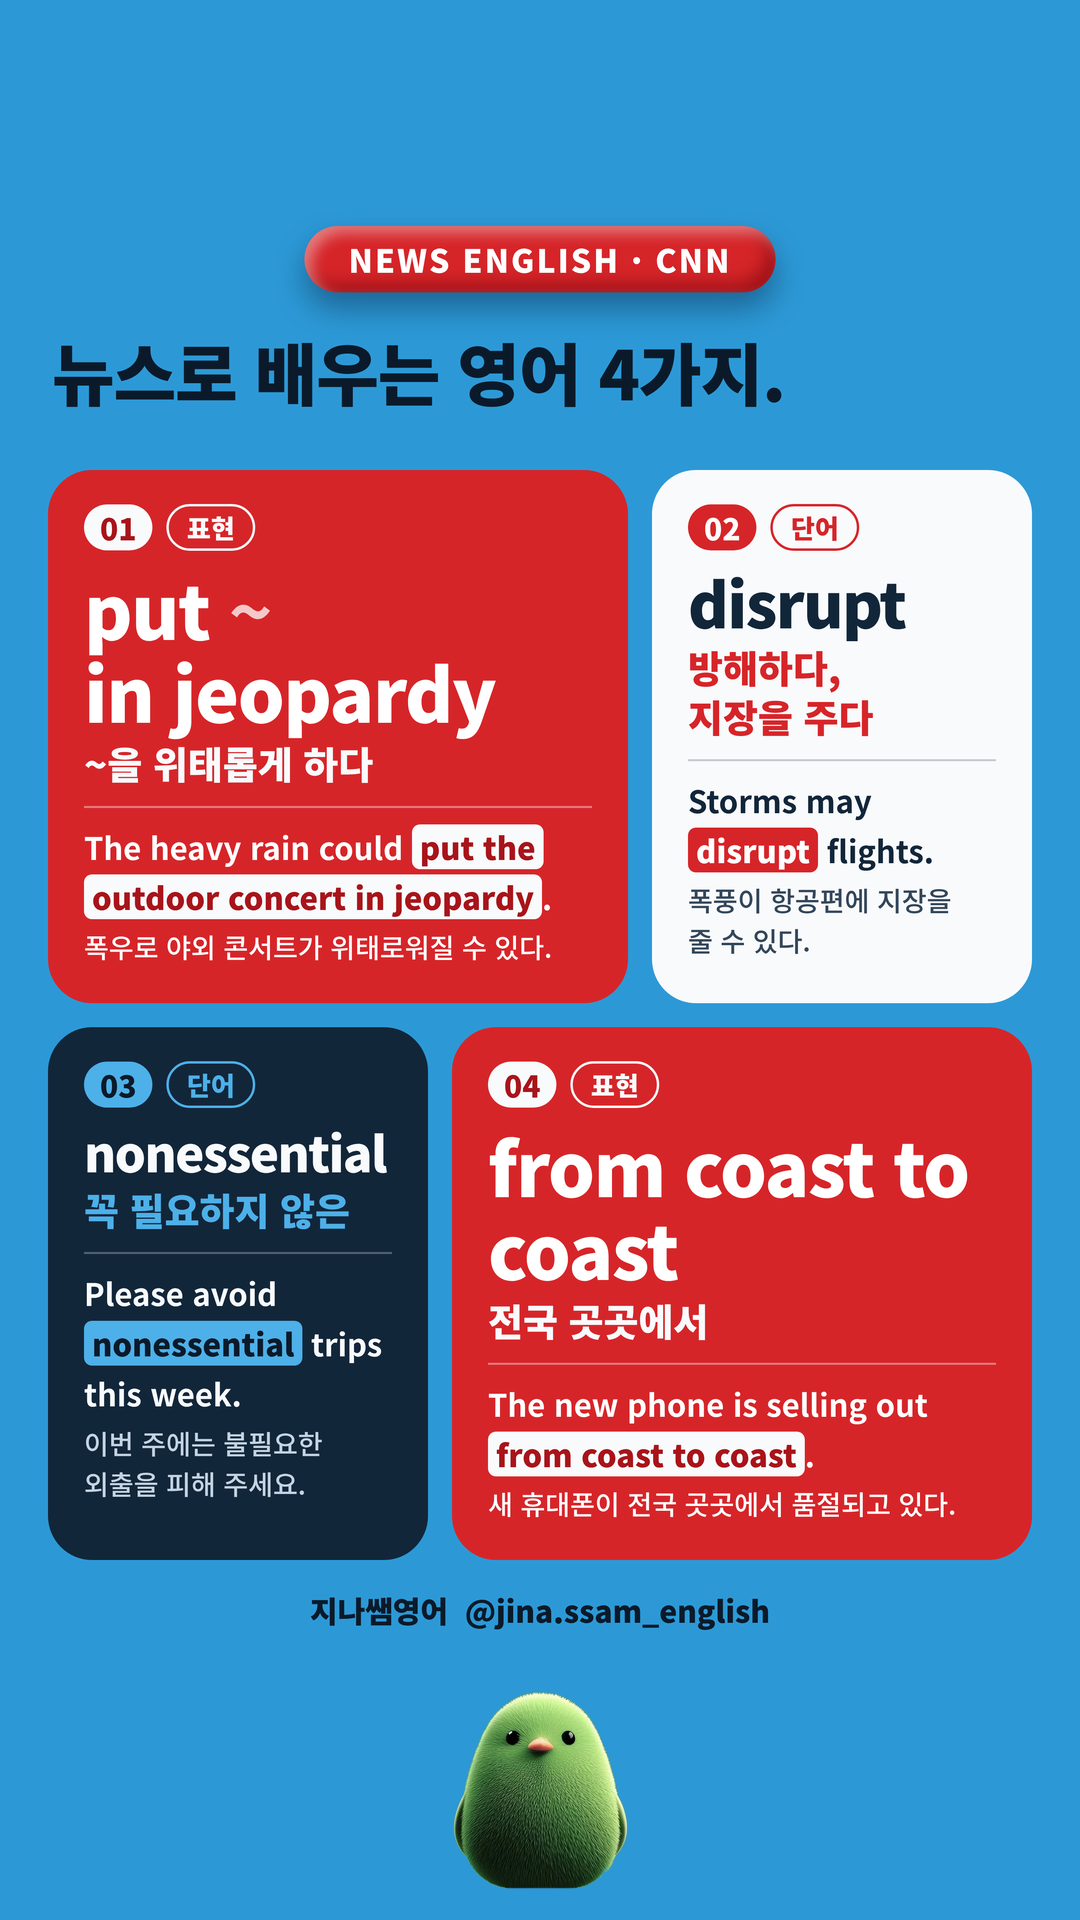 NEWS ENGLISH · CNN
뉴스로 배우는 영어 4가지.
01 표현
put ~
in jeopardy
~을 위태롭게 하다
The heavy rain could put the
outdoor concert in jeopardy.
폭우로 야외 콘서트가 위태로워질 수 있다.
02 단어
disrupt
방해하다,
지장을 주다
Storms may
disrupt flights.
폭풍이 항공편에 지장을
줄 수 있다.
03 단어
nonessential
꼭 필요하지 않은
Please avoid
nonessential trips
this week.
이번 주에는 불필요한
외출을 피해 주세요.
04 표현
from coast to
coast
전국 곳곳에서
The new phone is selling out
from coast to coast.
새 휴대폰이 전국 곳곳에서 품절되고 있다.
지나쌤영어 @jina.ssam_english